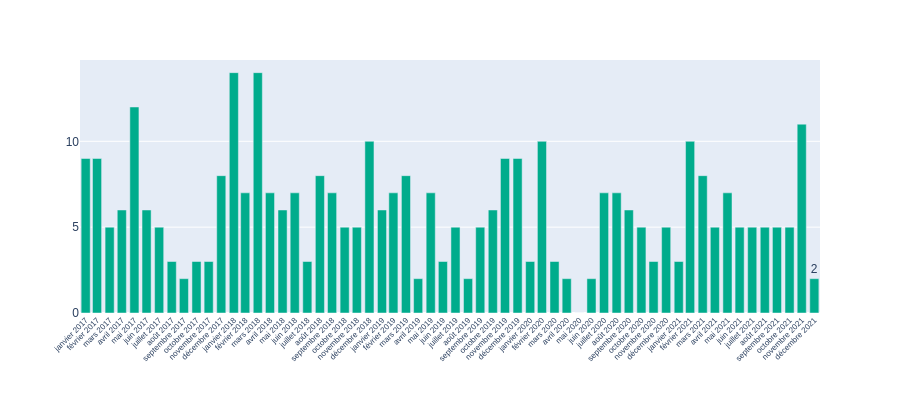 10
5
0
2
janvier 2017
février 2017
mars 2017
avril 2017
mai 2017
juin 2017
juillet 2017
août 2017
septembre 2017
octobre 2017
novembre 2017
décembre 2017
janvier 2018
février 2018
mars 2018
avril 2018
mai 2018
juin 2018
juillet 2018
août 2018
septembre 2018
octobre 2018
novembre 2018
décembre 2018
janvier 2019
février 2019
mars 2019
avril 2019
mai 2019
juin 2019
juillet 2019
août 2019
septembre 2019
octobre 2019
novembre 2019
décembre 2019
janvier 2020
février 2020
mars 2020
avril 2020
mai 2020
juin 2020
juillet 2020
août 2020
septembre 2020
octobre 2020
novembre 2020
décembre 2020
janvier 2021
février 2021
mars 2021
avril 2021
mai 2021
juin 2021
juillet 2021
août 2021
septembre 2021
octobre 2021
novembre 2021
décembre 2021